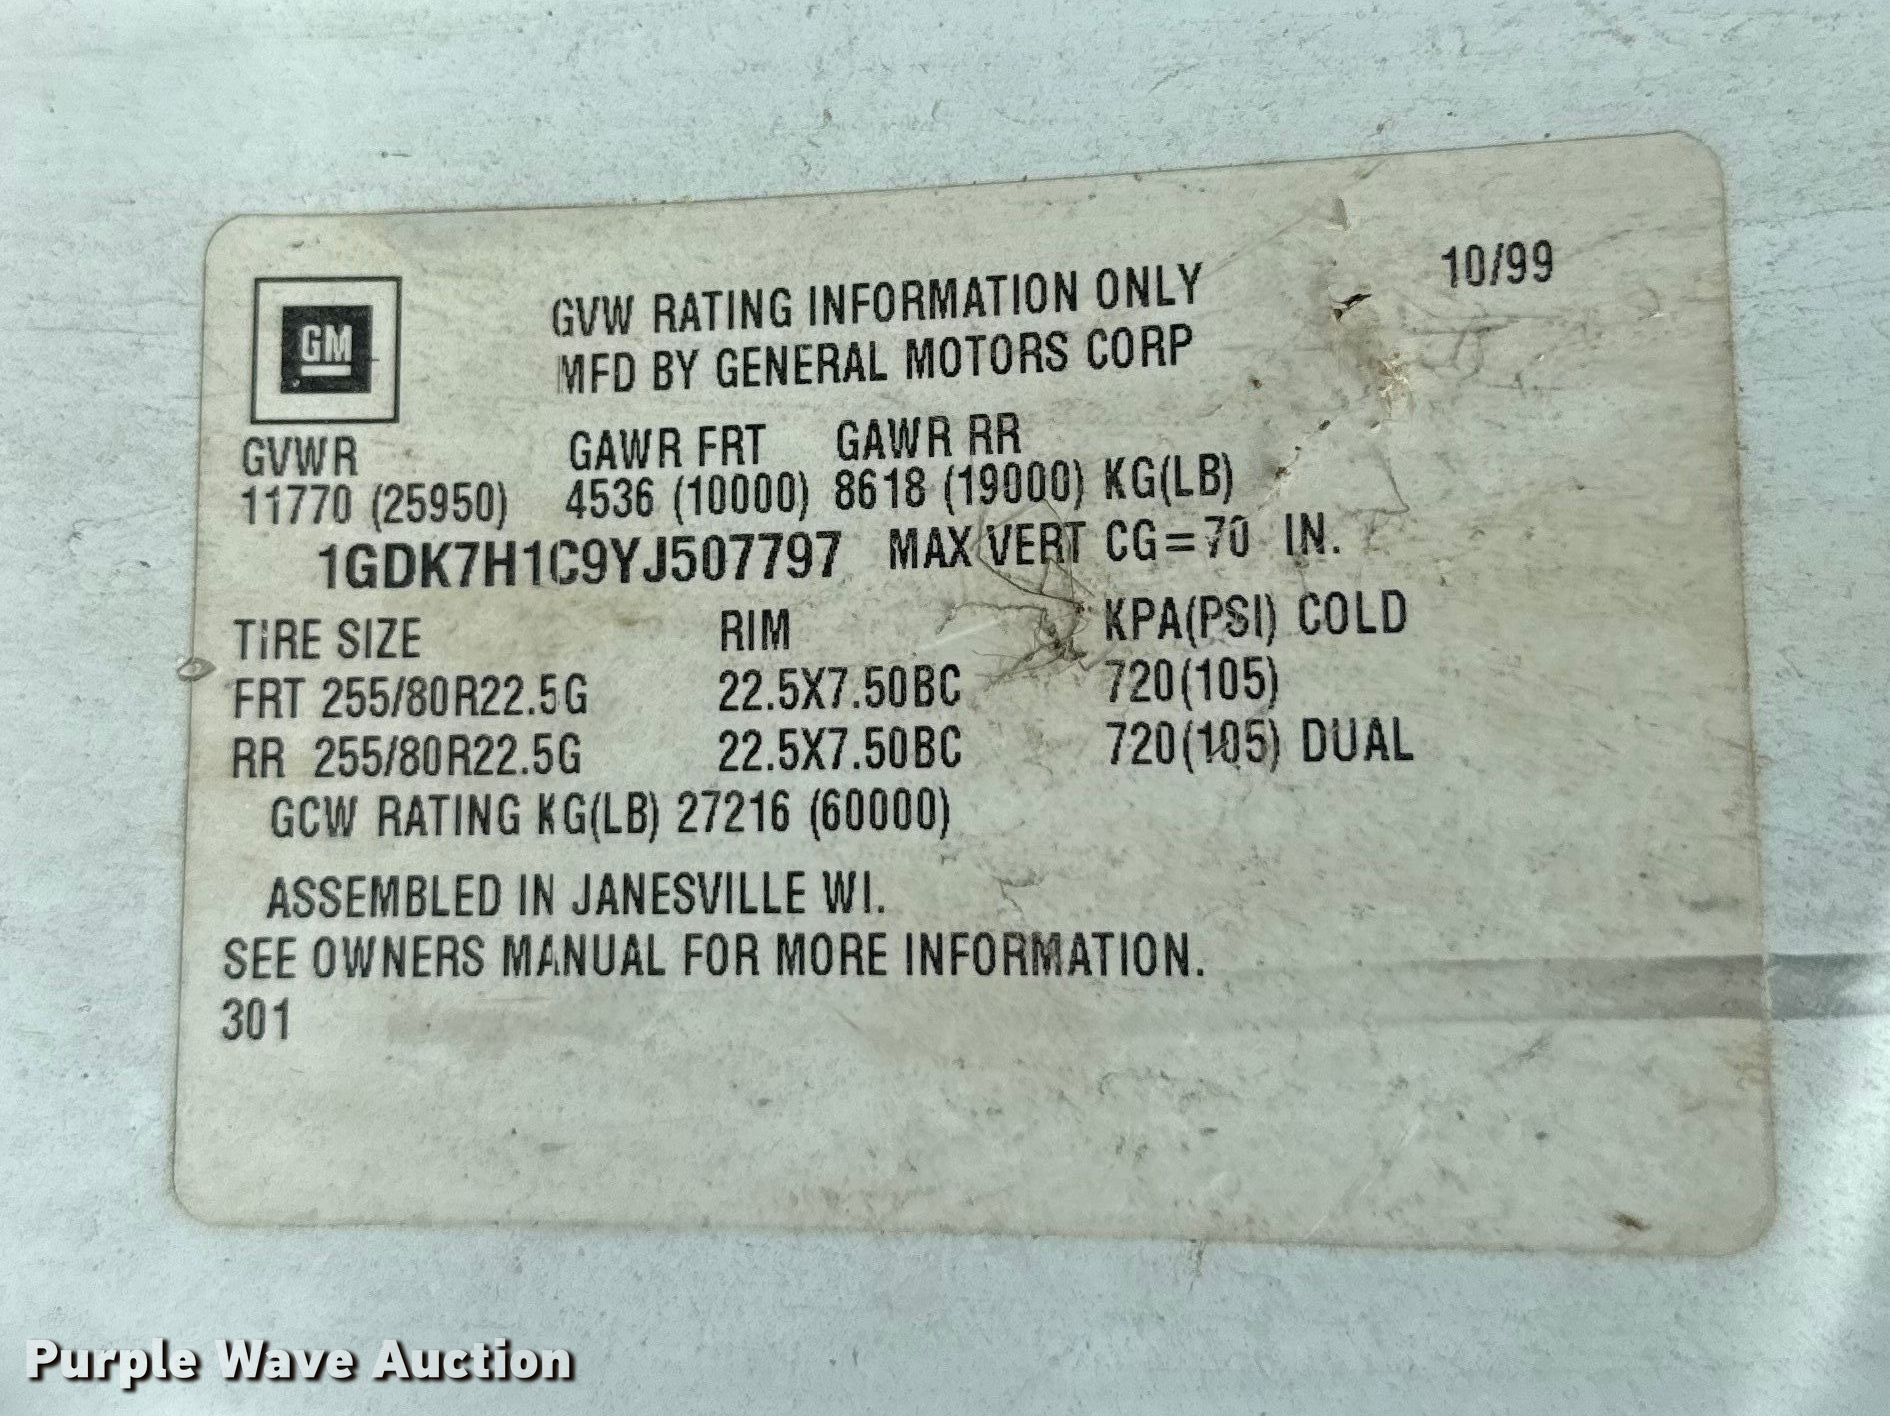 GM
GVW RATING INFORMATION ONLY 10/99
MFD BY GENERAL MOTORS CORP
GVWR GAWR FRT GAWR RR
11770 (25950) 4536 (10000) 8618 (19000) KG(LB)
1GDK7H1C9YJ507797 MAX VERT CG=70 IN.
TIRE SIZE RIM KPA(PSI) COLD
FRT 255/80R22.5G 22.5X7.50BC 720(105)
RR 255/80R22.5G 22.5X7.50BC 720(105) DUAL
GCW RATING KG(LB) 27216 (60000)
ASSEMBLED IN JANESVILLE WI.
SEE OWNERS MANUAL FOR MORE INFORMATION.
301
Purple Wave Auction